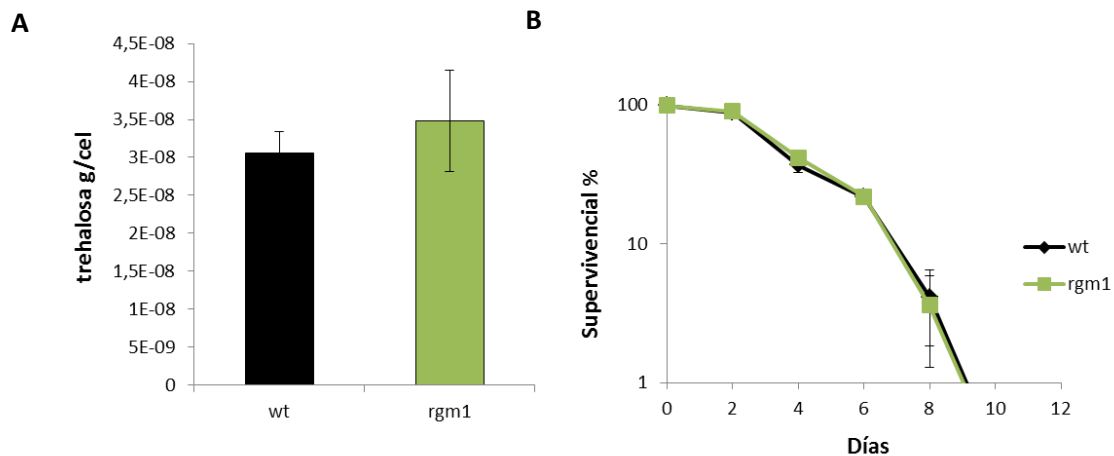 A
trehalosa g/cel
4,5E-08
4E-08
3,5E-08
3E-08
2,5E-08
2E-08
1,5E-08
1E-08
5E-09
0
wt
rgm1
B
Supervivencial %
100
10
1
0
2
4
6
8
10
12
Días
wt
rgm1